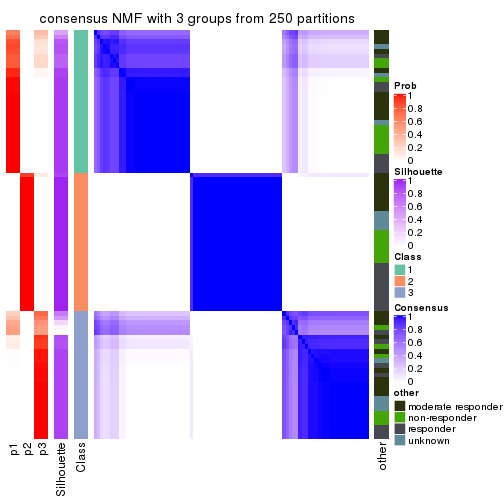 consensus NMF with 3 groups from 250 partitions
Prob
1
0.8
0.6
0.4
0.2
0
Silhouette
1
0.8
0.6
0.4
0.2
0
Class
1
2
3
Consensus
1
0.8
0.6
0.4
0.2
0
other
moderate responder
non-responder
responder
unknown
p1
p2
p3
Silhouette
Class
other